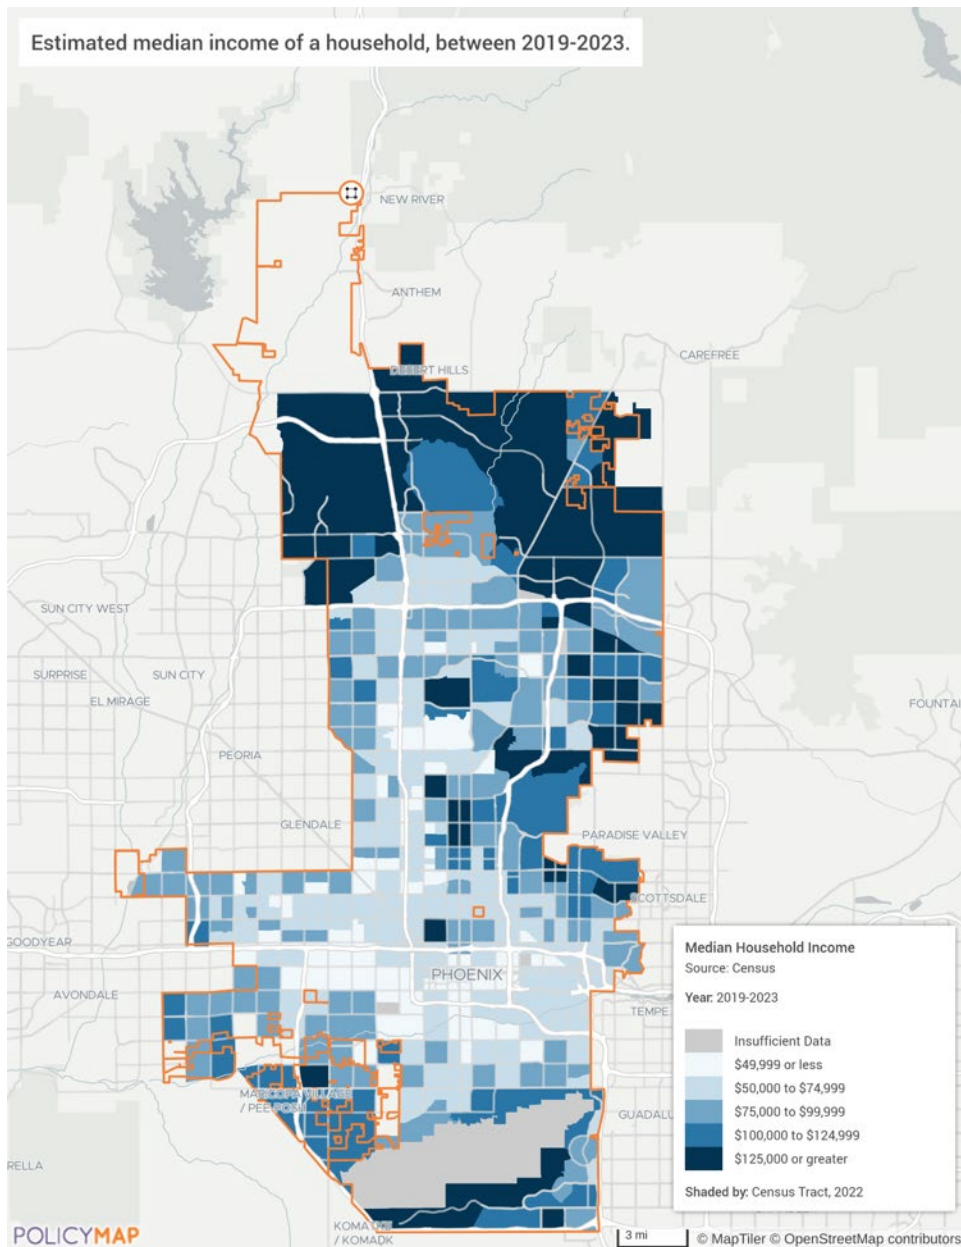 Estimated median income of a household, between 2019-2023.
NEW RIVER
ANTHEM
CAREFREE
DESERT HILLS
SUN CITY WEST
SURPRISE
SUN CITY
EL MIRAGE
FOUNTAI
PEORIA
GLENDALE
PARADISE VALLEY
SCOTTSDALE
GOODYEAR
PHOENIX
AVONDALE
TEMPE
MARICOPA VILLAGE
/ PEE-POSH
GUADALU
RELLA
KOMATKE
/ KOMADK
Median Household Income
Source: Census
Year: 2019-2023
Insufficient Data
$49,999 or less
$50,000 to $74,999
$75,000 to $99,999
$100,000 to $124,999
$125,000 or greater
Shaded by: Census Tract, 2022
POLICYMAP
3 mi
© MapTiler © OpenStreetMap contributors